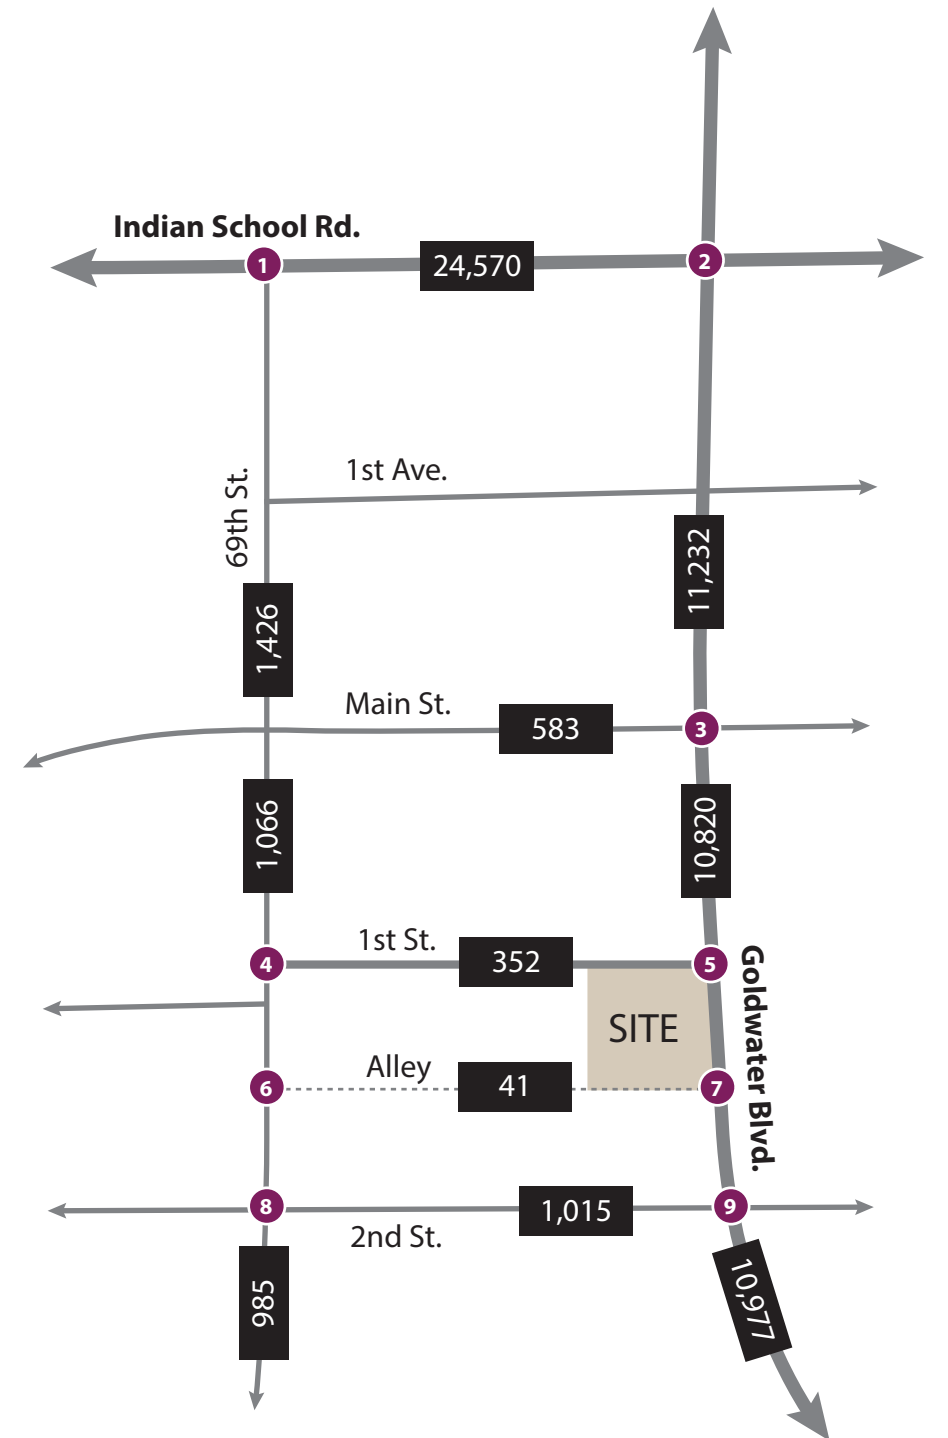 Indian School Rd.
1
24,570
2
1st Ave.
69th St.
11,232
1,426
Main St.
583
3
1,066
10,820
1st St.
4
352
5
Goldwater Blvd.
SITE
Alley
6
41
7
8
1,015
9
2nd St.
985
10,977